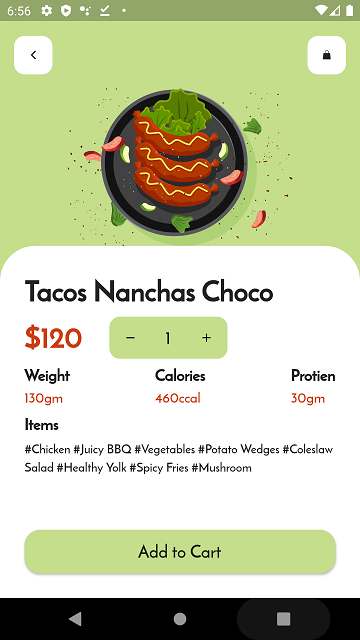 6:56
Tacos Nanchas Choco
$120 − 1 +
Weight Calories Protien
130gm 460ccal 30gm
Items
#Chicken #Juicy BBQ #Vegetables #Potato Wedges #Coleslaw
Salad #Healthy Yolk #Spicy Fries #Mushroom
Add to Cart